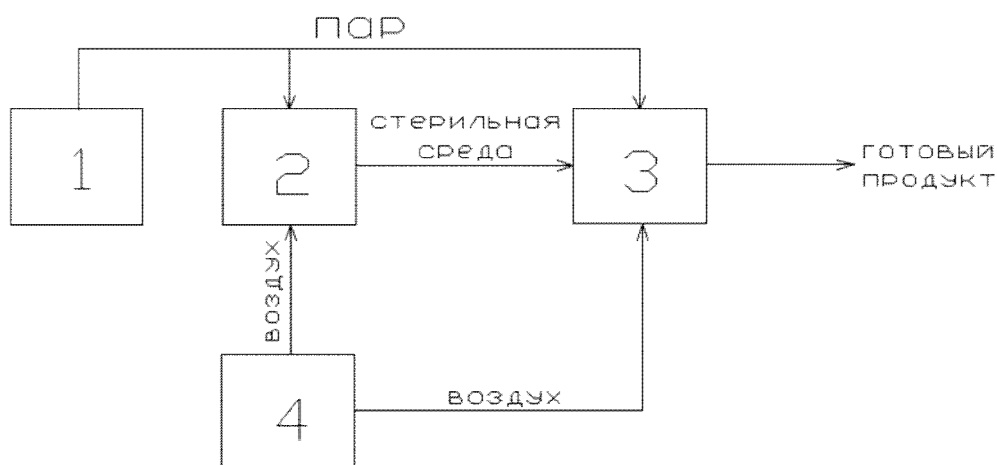 ПАР
1
2
стерильная
среда
3
готовый
продукт
воздух
4
воздух